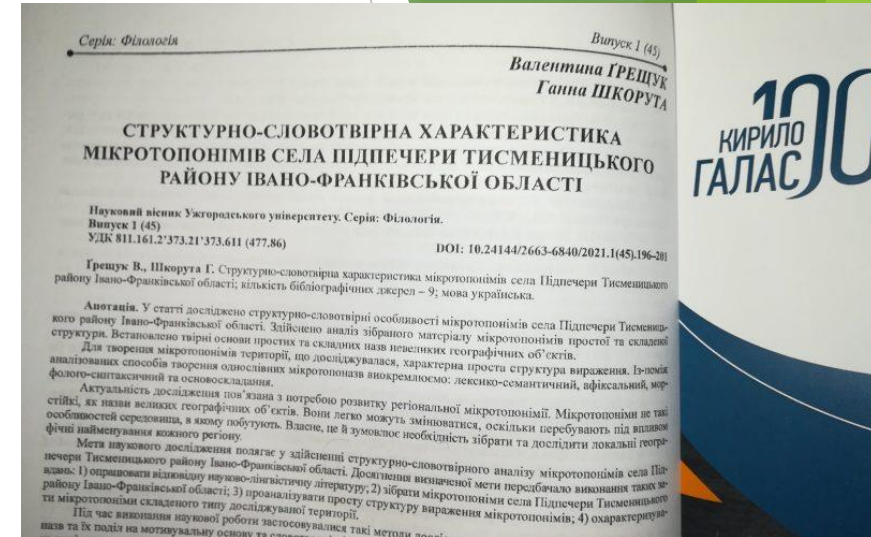 Серія: Філологія
Випуск 1 (45)
Валентина ҐРЕЩУК
Ганна ШКОРУТА
СТРУКТУРНО-СЛОВОТВІРНА ХАРАКТЕРИСТИКА
МІКРОТОПОНІМІВ СЕЛА ПІДПЕЧЕРИ ТИСМЕНИЦЬКОГО
РАЙОНУ ІВАНО-ФРАНКІВСЬКОЇ ОБЛАСТІ
Науковий вісник Ужгородського університету. Серія: Філологія.
Випуск 1 (45)
УДК 811.161.2’373.21’373.611 (477.86)
DOI: 10.24144/2663-6840/2021.1(45).196–201
Ґрещук В., Шкорута Г. Структурно-словотвірна характеристика мікротопонімів села Підпечери Тисменицького
району Івано-Франківської області; кількість бібліографічних джерел – 9; мова українська.
Анотація. У статті досліджено структурно-словотвірні особливості мікротопонімів села Підпечери Тисмениць-
кого району Івано-Франківської області. Здійснено аналіз зібраного матеріалу мікротопонімів простої та складеної
структури. Встановлено твірні основи простих та складних назв невеликих географічних об’єктів.
Для творення мікротопонімів території, що досліджувалася, характерна проста структура вираження. Із-поміж
аналізованих способів творення однослівних мікротопоназв виокремлюємо: лексико-семантичний, афіксальний, мор-
фолого-синтаксичний та основоскладання.
Актуальність дослідження пов’язана з потребою розвитку регіональної мікротопонімії. Мікротопоніми не такі
стійкі, як назви великих географічних об’єктів. Вони легко можуть змінюватися, оскільки перебувають під впливом
особливостей середовища, в якому побутують. Власне, це й зумовлює необхідність зібрати та дослідити локальні геогра-
фічні найменування кожного регіону.
Мета наукового дослідження полягає у здійсненні структурно-словотвірного аналізу мікротопонімів села Під-
печери Тисменицького району Івано-Франківської області. Досягнення визначеної мети передбачало виконання таких за-
вдань: 1) опрацювати відповідну науково-лінгвістичну літературу; 2) зібрати мікротопоніми села Підпечери Тисменицького
району Івано-Франківської області; 3) проаналізувати просту структуру вираження мікротопонімів; 4) охарактеризува-
ти мікротопоніми складеного типу досліджуваної території.
Під час виконання наукової роботи застосовувалися такі методи
назв та їх поділ на мотивувальну основу та
100
КИРИЛО
ГАЛАС